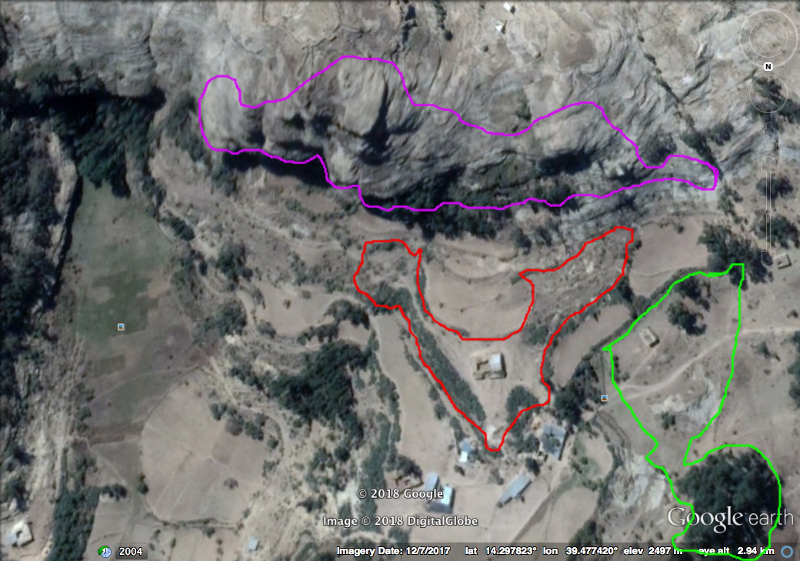 N
© 2018 Google
Image © 2018 DigitalGlobe
Google earth
2004
Imagery Date: 12/7/2017 lat 14.297823° lon 39.477420° elev 2497 m eye alt 2.94 km